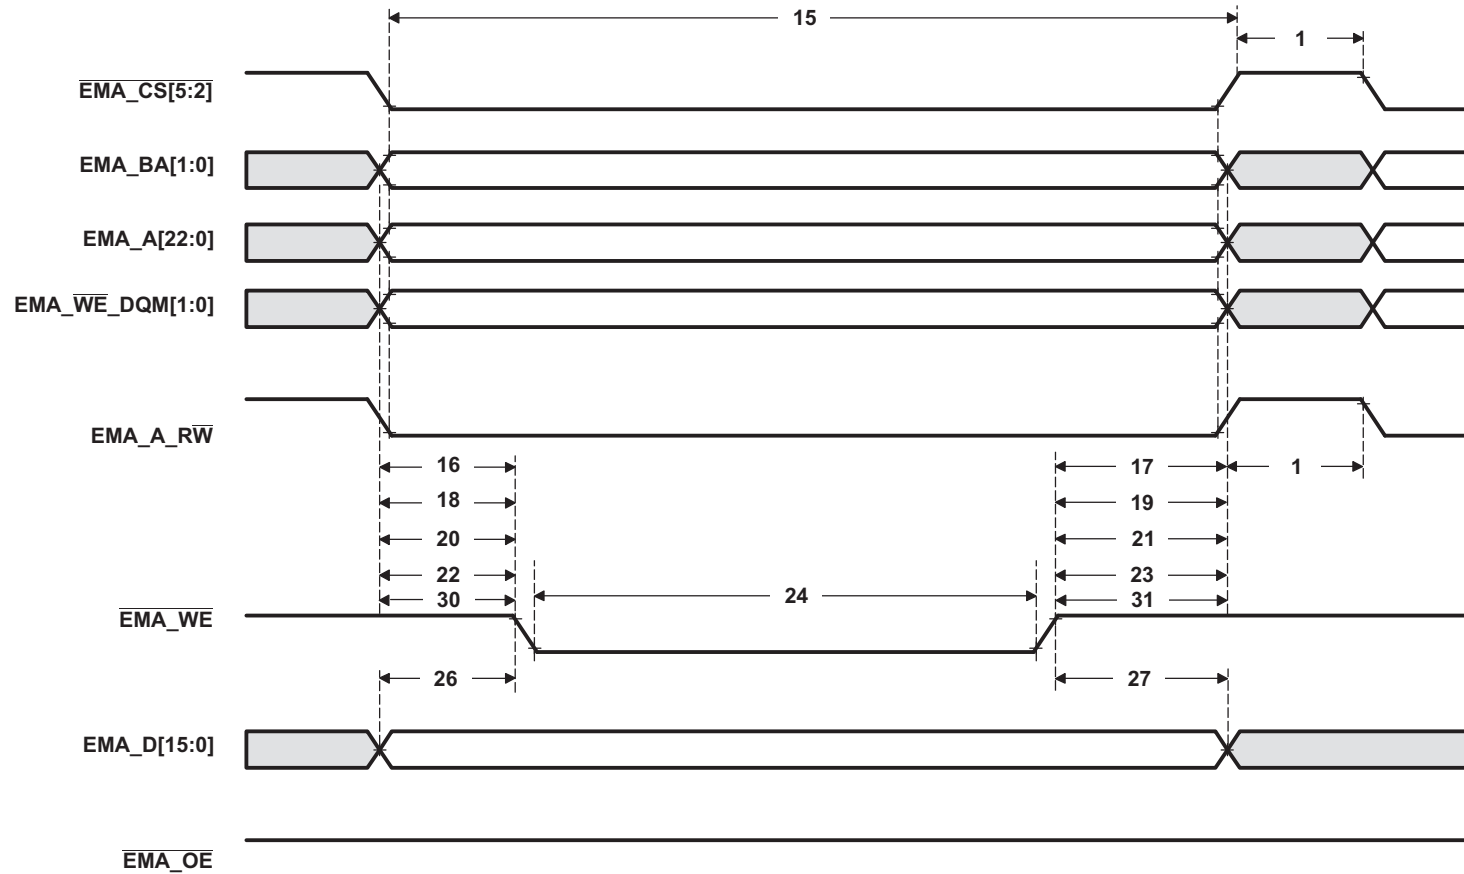 15
1
EMA_CS[5:2]
EMA_BA[1:0]
EMA_A[22:0]
EMA_WE_DQM[1:0]
EMA_A_RW
16 17 1
18 19
20 21
22 23
24
30 31
EMA_WE
26 27
EMA_D[15:0]
EMA_OE